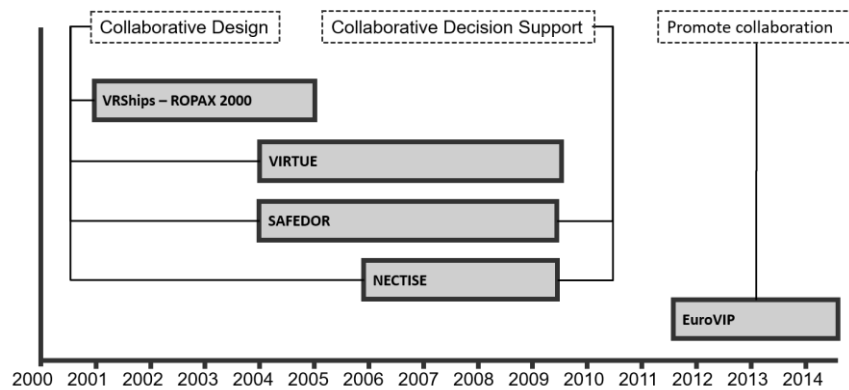 Collaborative Design
Collaborative Decision Support
Promote collaboration
VRShips – ROPAX 2000
VIRTUE
SAFEDOR
NECTISE
EuroVIP
2000 2001 2002 2003 2004 2005 2006 2007 2008 2009 2010 2011 2012 2013 2014